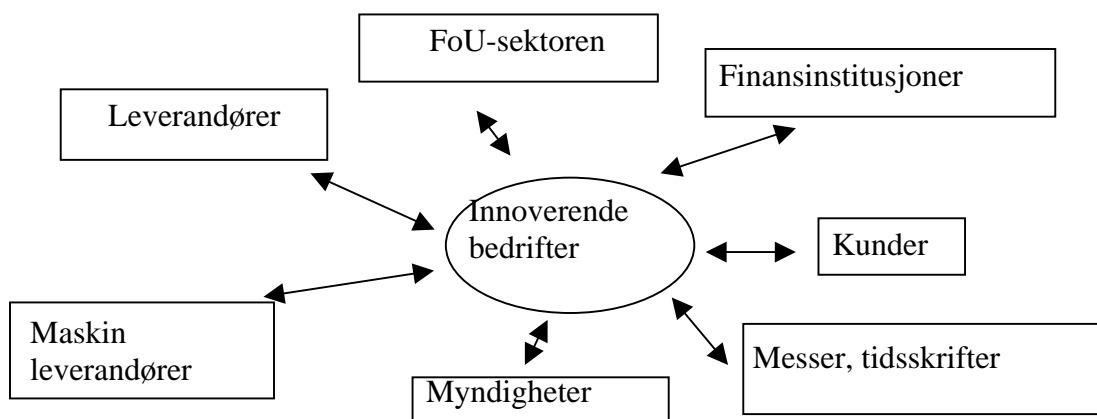 FoU-sektoren
Finansinstitusjoner
Leverandører
Innoverende
bedrifter
Kunder
Maskin
leverandører
Messer, tidsskrifter
Myndigheter